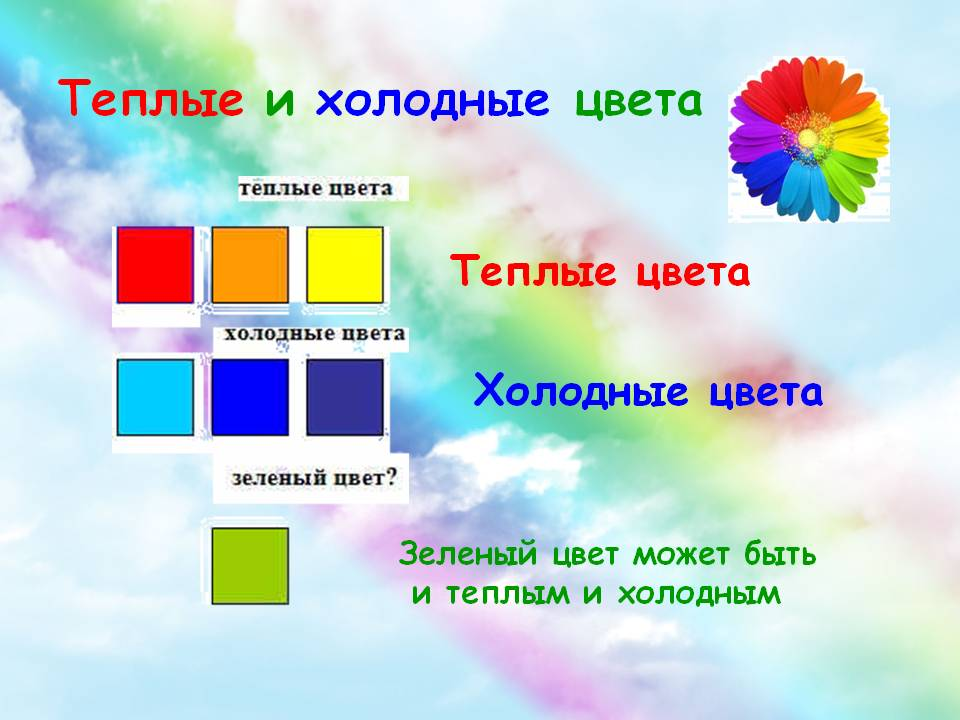 Теплые и холодные цвета
теплые цвета
Теплые цвета
холодные цвета
Холодные цвета
зеленый цвет?
Зеленый цвет может быть
и теплым и холодным